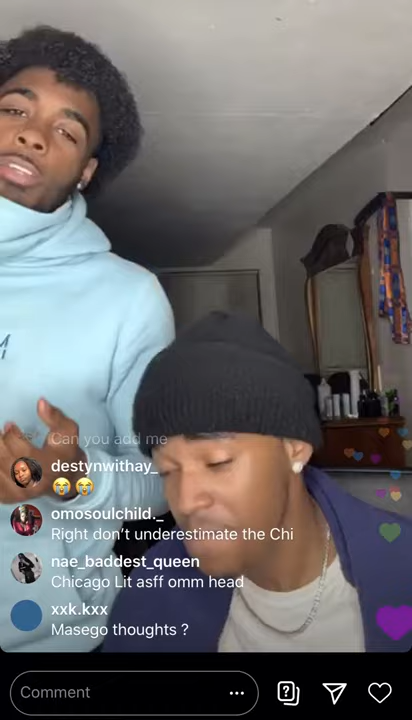 Can you add me
destynwithay_
😭😭
omosoulchild._
Right don't underestimate the Chi
nae_baddest_queen
Chicago Lit asff omm head
xxk.kxx
Masego thoughts ?
Comment